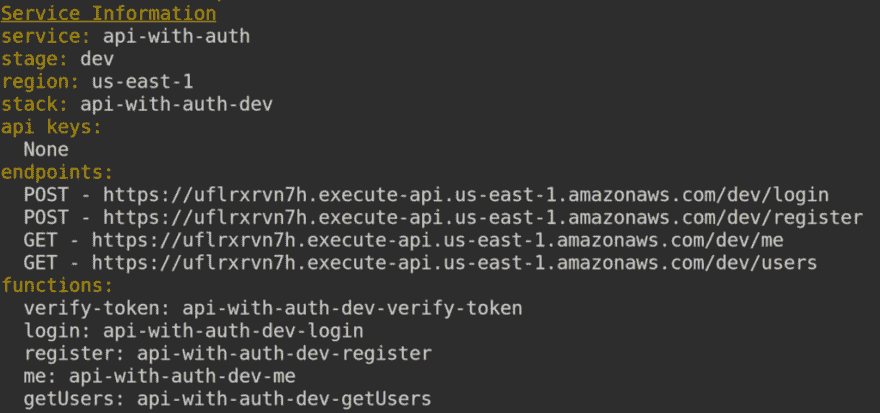 Service Information
service: api-with-auth
stage: dev
region: us-east-1
stack: api-with-auth-dev
api keys:
  None
endpoints:
  POST - https://uflrxrvn7h.execute-api.us-east-1.amazonaws.com/dev/login
  POST - https://uflrxrvn7h.execute-api.us-east-1.amazonaws.com/dev/register
  GET - https://uflrxrvn7h.execute-api.us-east-1.amazonaws.com/dev/me
  GET - https://uflrxrvn7h.execute-api.us-east-1.amazonaws.com/dev/users
functions:
  verify-token: api-with-auth-dev-verify-token
  login: api-with-auth-dev-login
  register: api-with-auth-dev-register
  me: api-with-auth-dev-me
  getUsers: api-with-auth-dev-getUsers